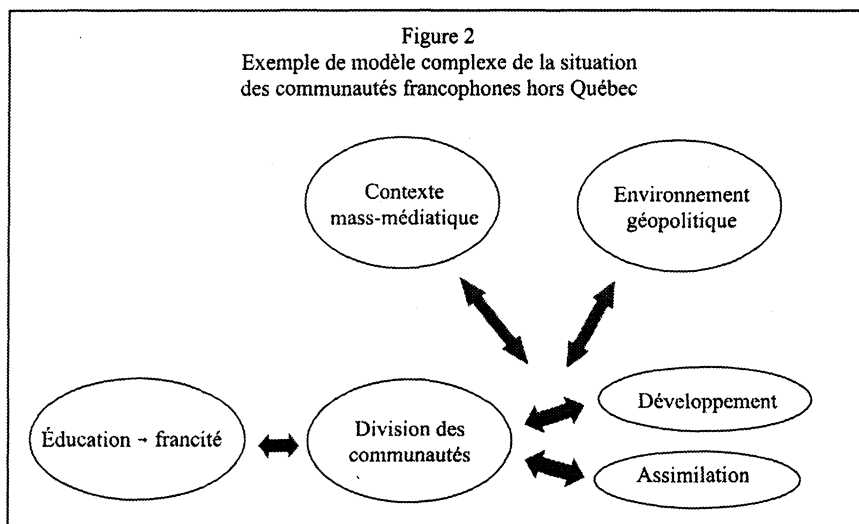 Figure 2
Exemple de modèle complexe de la situation
des communautés francophones hors Québec
Contexte
mass-médiatique
Environnement
géopolitique
Développement
Éducation → francité
Division des
communautés
Assimilation